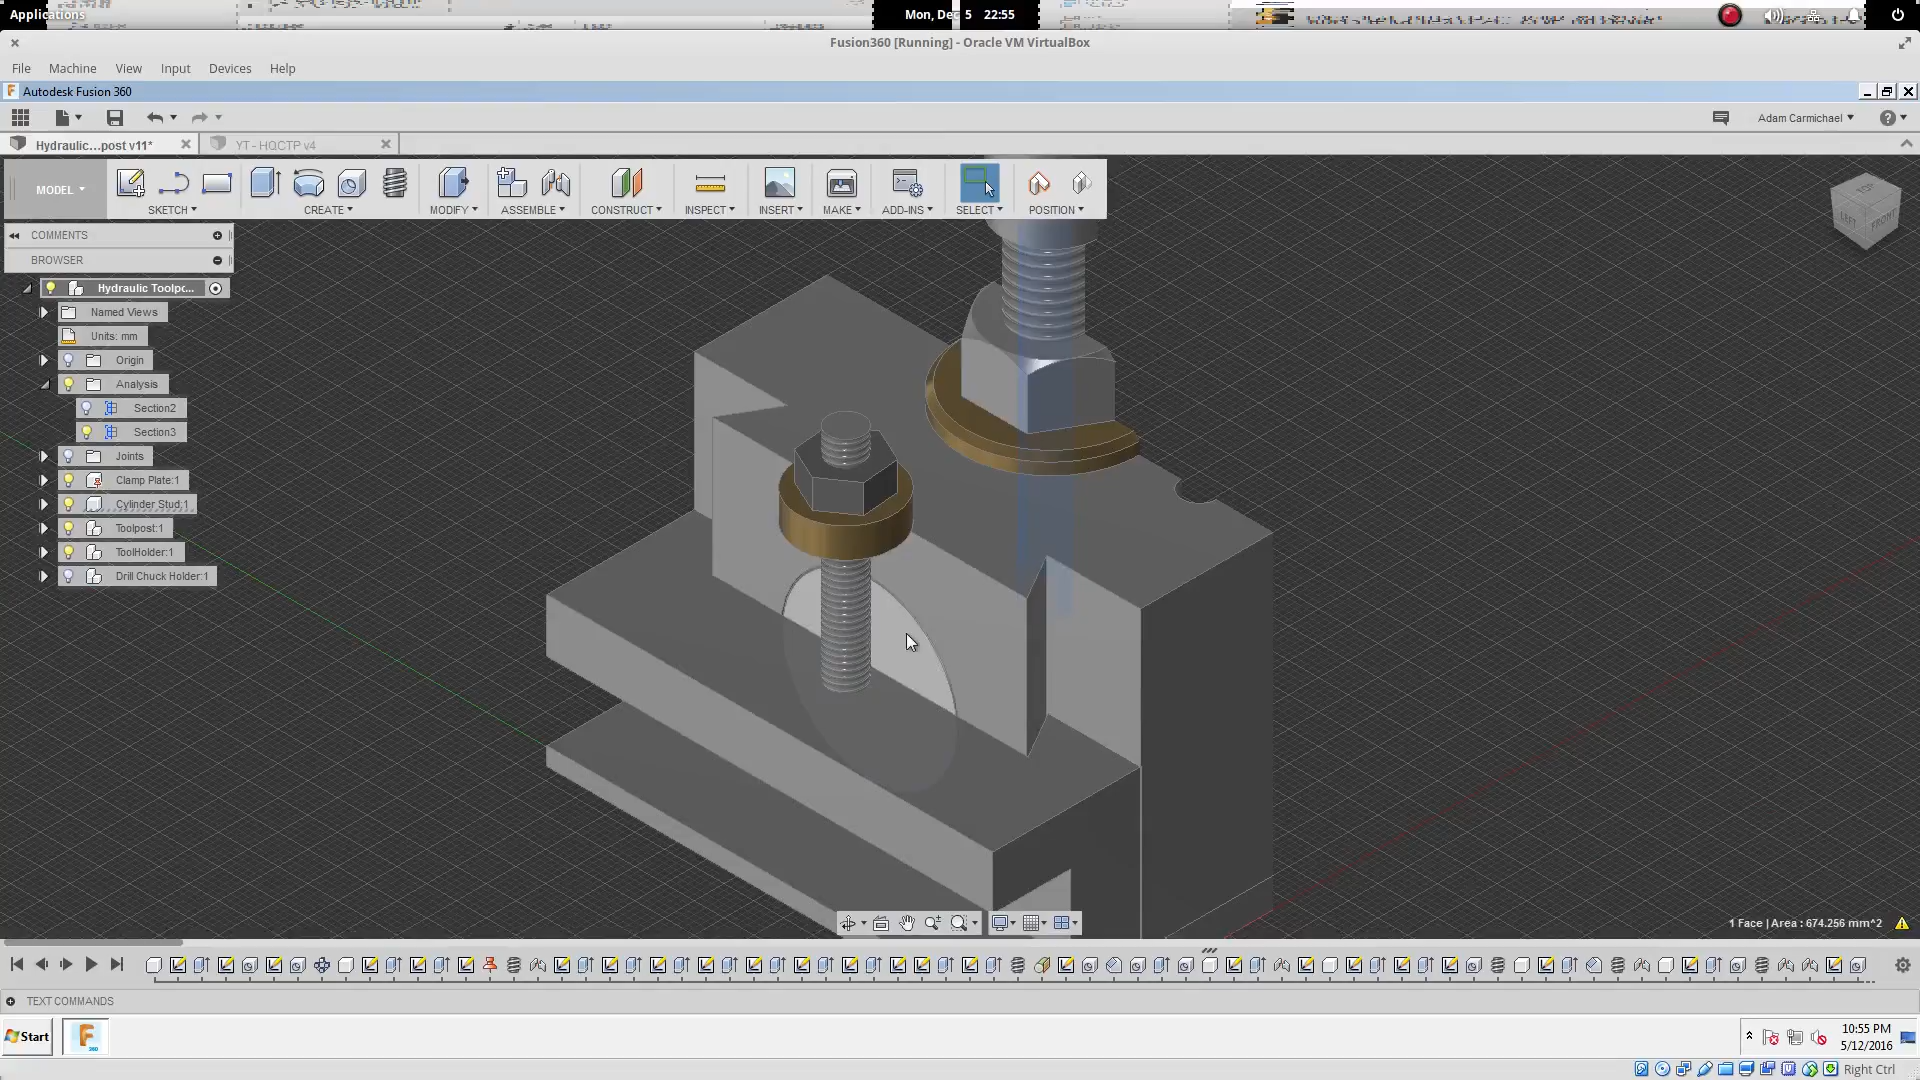 Applications
Mon, Dec 5 22:55
Fusion360 [Running] - Oracle VM VirtualBox
File Machine View Input Devices Help
Autodesk Fusion 360
Adam Carmichael
Hydraulic...post v11*
YT - HQCTP v4
MODEL
SKETCH
CREATE
MODIFY
ASSEMBLE
CONSTRUCT
INSPECT
INSERT
MAKE
ADD-INS
SELECT
POSITION
TOP
LEFT
FRONT
COMMENTS
BROWSER
Hydraulic Toolpo...
Named Views
Units: mm
Origin
Analysis
Section2
Section3
Joints
Clamp Plate:1
Cylinder Stud:1
Toolpost:1
ToolHolder:1
Drill Chuck Holder:1
1 Face | Area : 674.256 mm^2
TEXT COMMANDS
Start
10:55 PM
5/12/2016
Right Ctrl